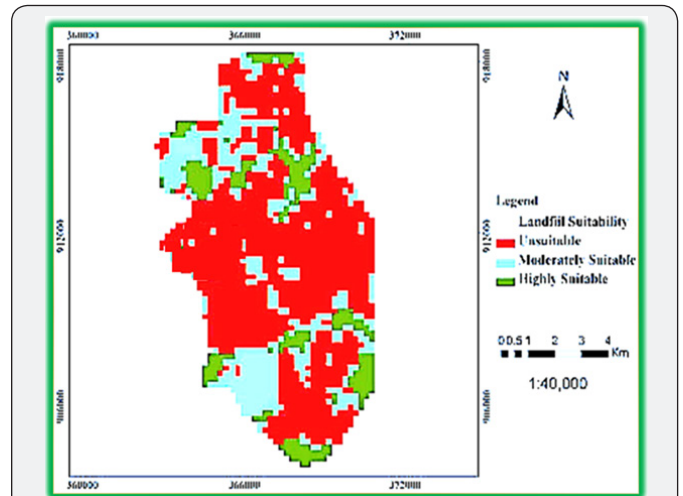 360000 366000 372000
918000 918000
N
Legend
Landfill Suitability
912000 912000
Unsuitable
Moderately Suitable
Highly Suitable
0 0.5 1 2 3 4
Km
1:40,000
906000 906000
360000 366000 372000